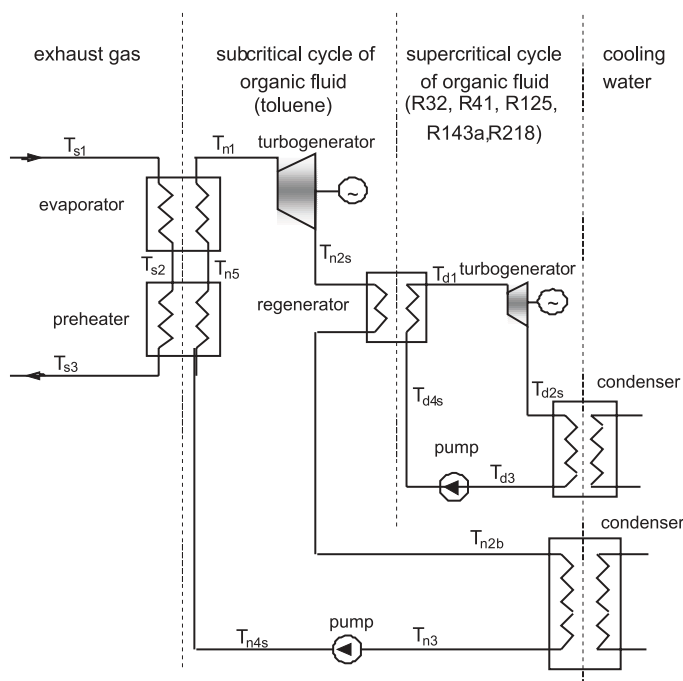 exhaust gas
subcritical cycle of
organic fluid
(toluene)
supercritical cycle
of organic fluid
(R32, R41, R125,
R143a,R218)
cooling
water
Ts1
Tn1
turbogenerator
~
evaporator
Ts2
Tn5
Tn2s
Td1
turbogenerator
~
regenerator
preheater
Ts3
Td4s
Td2s
condenser
pump
Td3
condenser
Tn2b
pump
Tn4s
Tn3